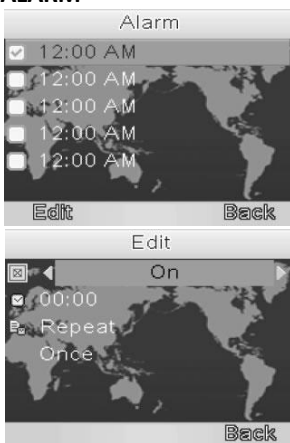 ALARM
Alarm
12:00 AM
12:00 AM
12:00 AM
12:00 AM
12:00 AM
Edit Back
Edit
On
00:00
Repeat
Once
Back